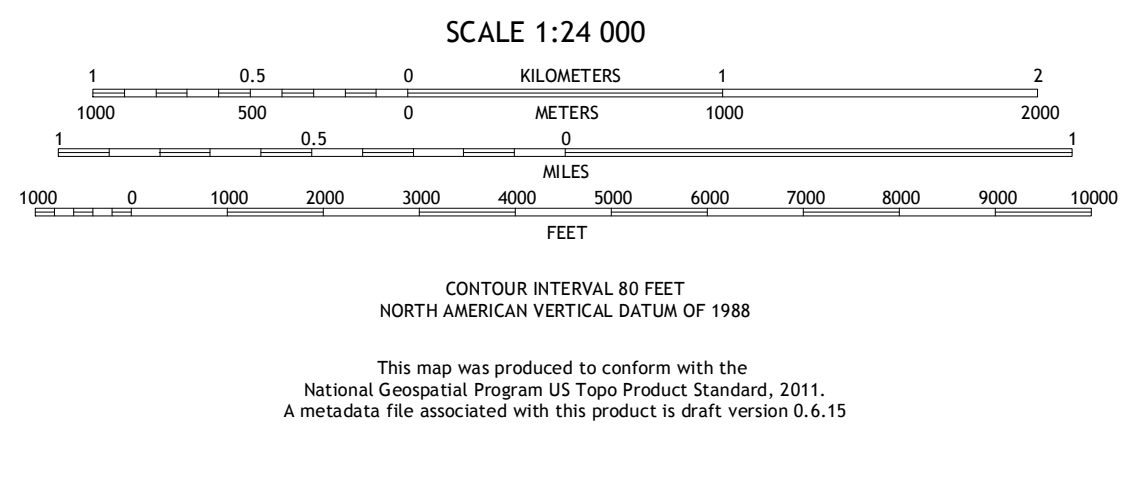 SCALE 1:24 000
1 0.5 0 KILOMETERS 1 2
1000 500 0 METERS 1000 2000
1 0.5 0 1
MILES
1000 0 1000 2000 3000 4000 5000 6000 7000 8000 9000 10000
FEET
CONTOUR INTERVAL 80 FEET
NORTH AMERICAN VERTICAL DATUM OF 1988
This map was produced to conform with the
National Geospatial Program US Topo Product Standard, 2011.
A metadata file associated with this product is draft version 0.6.15